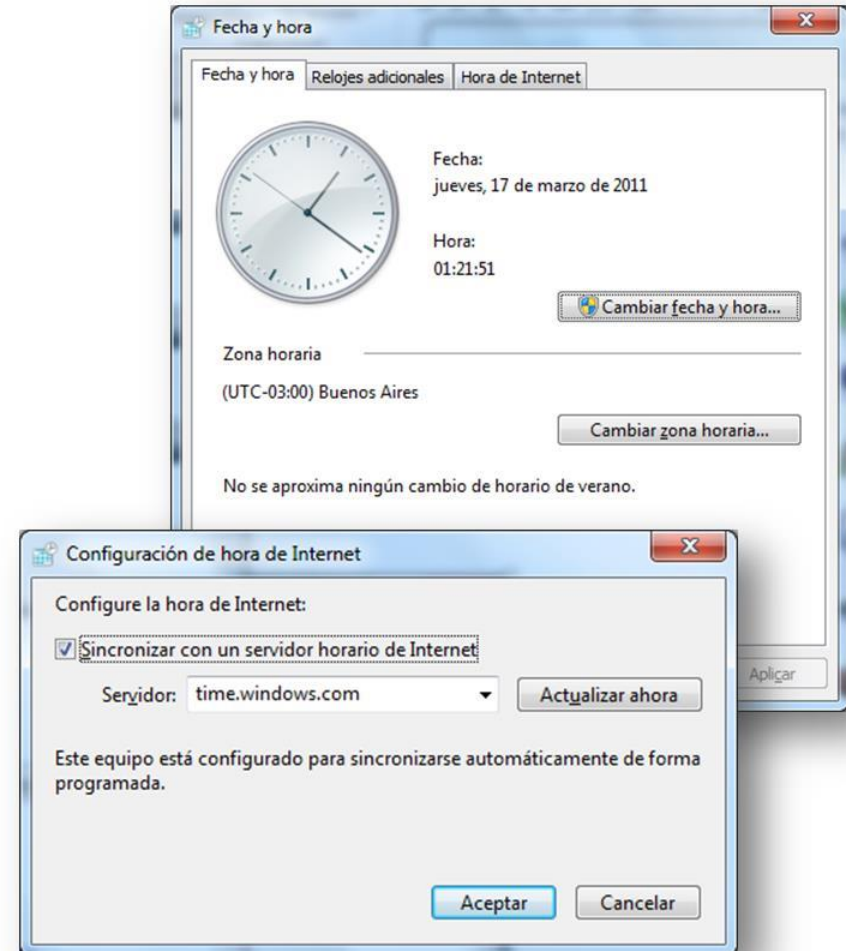 Fecha y hora
Fecha y hora Relojes adicionales Hora de Internet
Fecha:
jueves, 17 de marzo de 2011
Hora:
01:21:51
Cambiar fecha y hora...
Zona horaria
(UTC-03:00) Buenos Aires
Cambiar zona horaria...
No se aproxima ningún cambio de horario de verano.
Aplicar
Configuración de hora de Internet
Configure la hora de Internet:
Sincronizar con un servidor horario de Internet
Servidor: time.windows.com Actualizar ahora
Este equipo está configurado para sincronizarse automáticamente de forma
programada.
Aceptar Cancelar